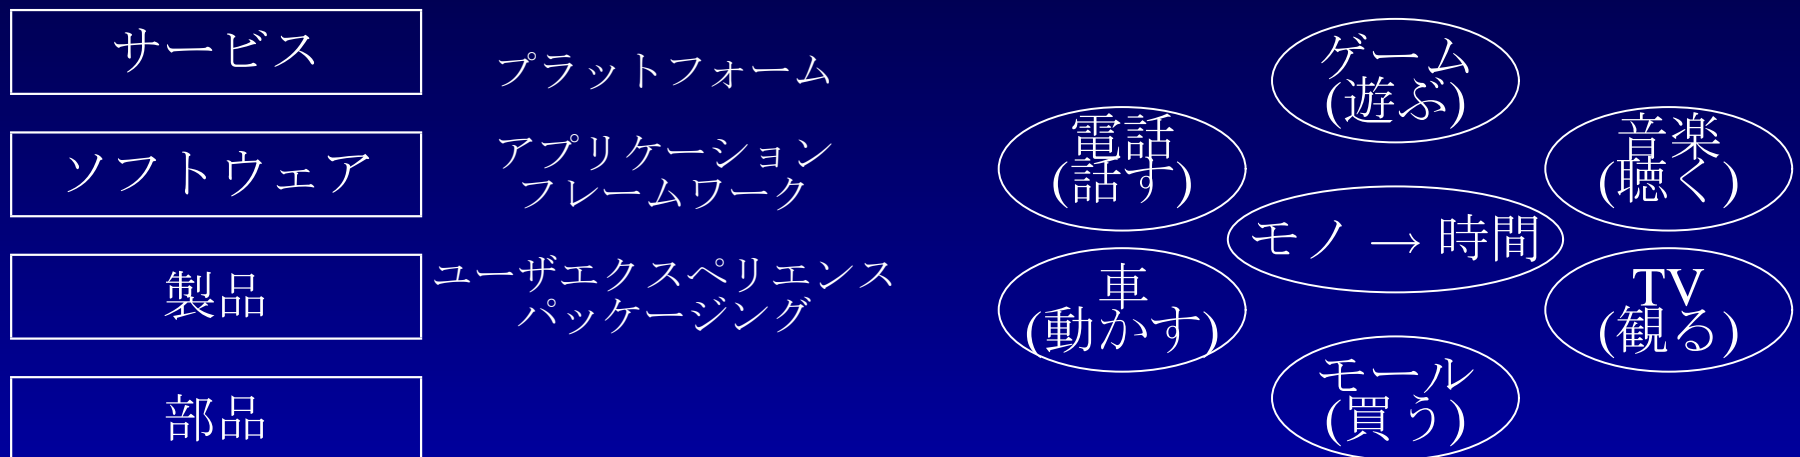 サービス
プラットフォーム
ソフトウェア
アプリケーション
フレームワーク
製品
ユーザエクスペリエンス
パッケージング
部品
ゲーム
(遊ぶ)
電話
(話す)
音楽
(聴く)
モノ → 時間
車
(動かす)
TV
(観る)
モール
(買う)